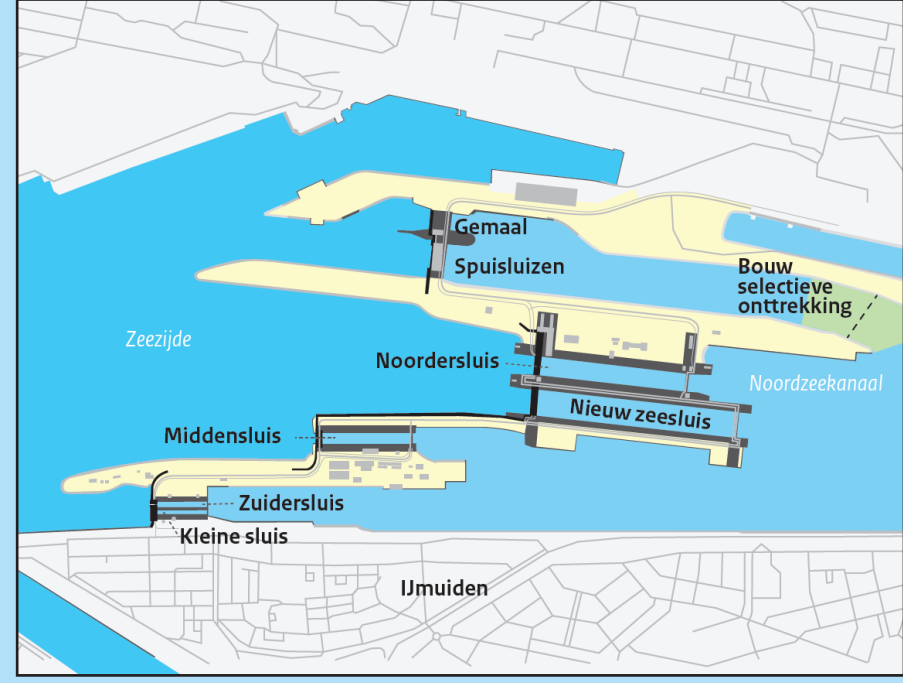 Gemaal
Spuisluizen
Bouw
selectieve
onttrekking
Zeezijde
Noordersluis
Noordzeekanaal
Nieuw zeesluis
Middensluis
Zuidersluis
Kleine sluis
IJmuiden